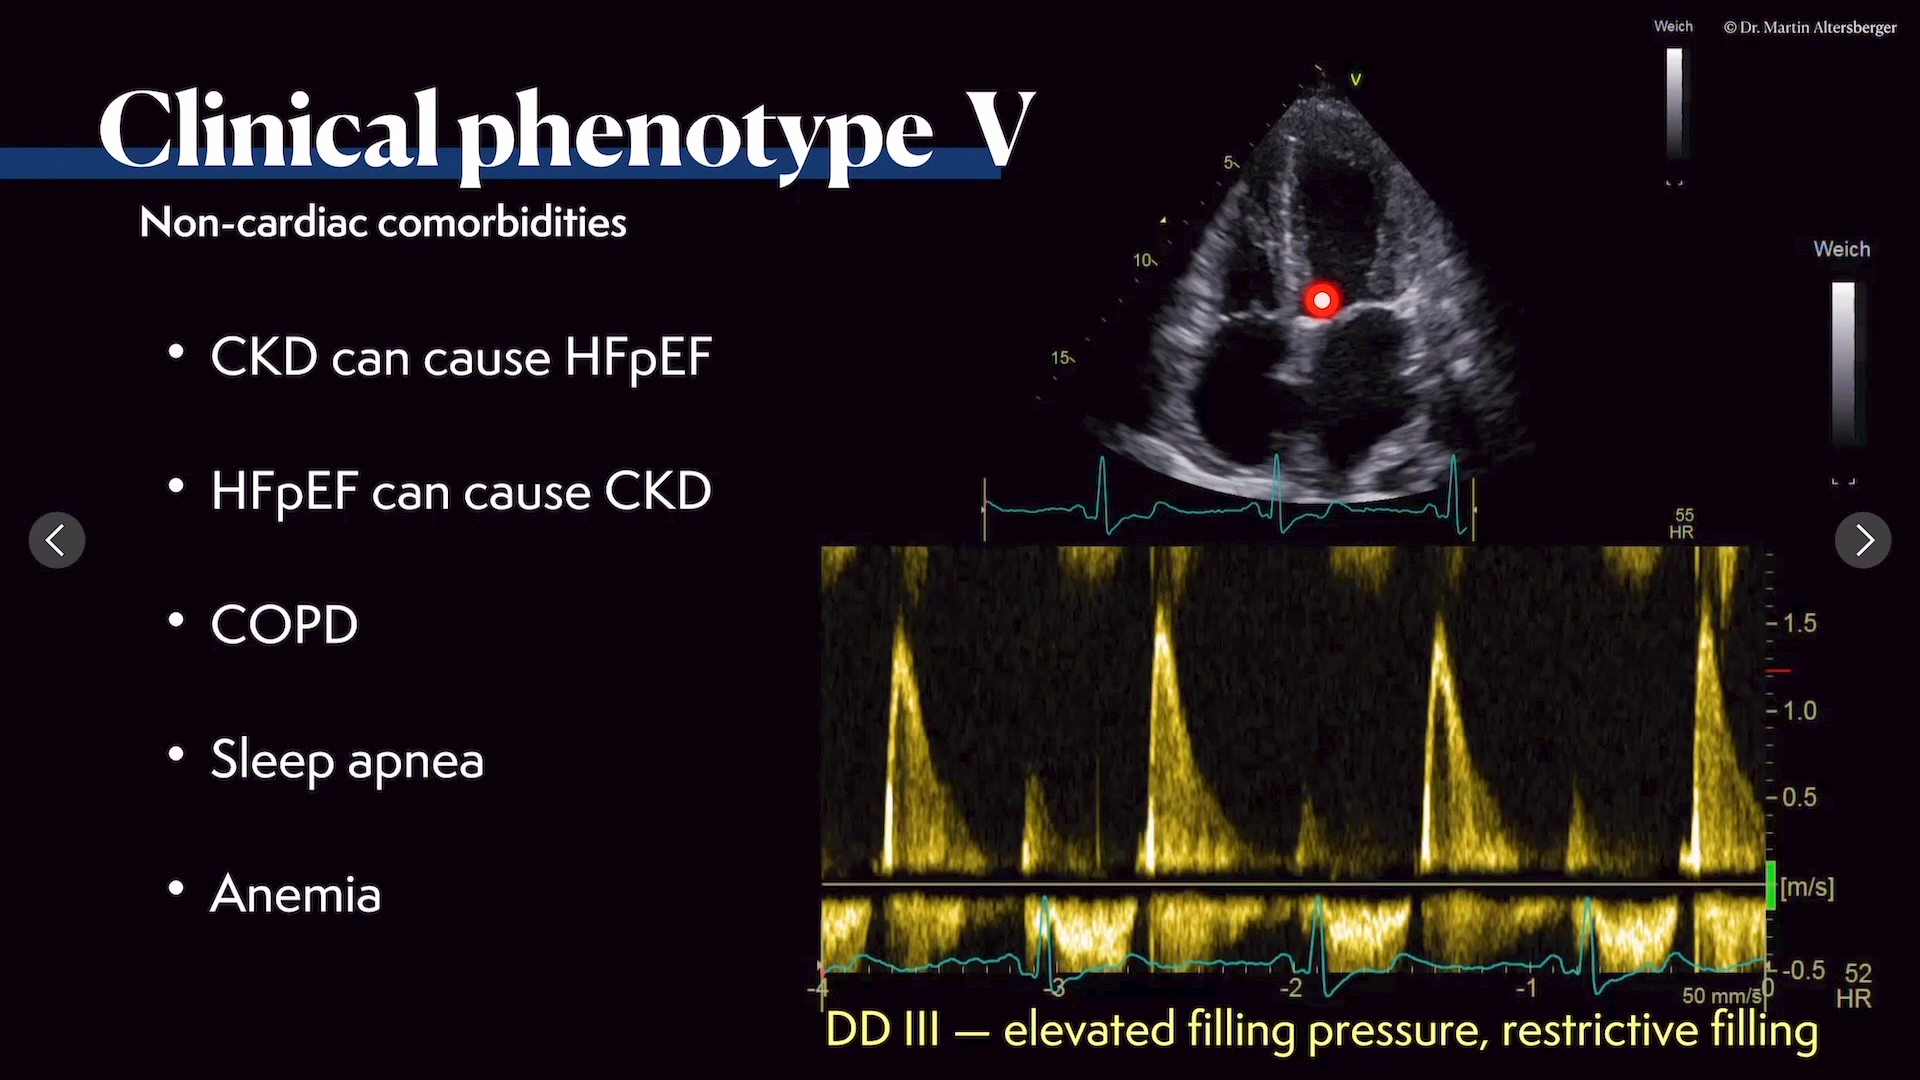 Weich
© Dr. Martin Altersberger
Clinical phenotype V
Non-cardiac comorbidities
• CKD can cause HFpEF
• HFpEF can cause CKD
• COPD
• Sleep apnea
• Anemia
V
5
10
15
Weich
55
HR
1.5
1.0
0.5
[m/s]
-0.5
-4
-3
-2
-1
0
50 mm/s
52
HR
DD III — elevated filling pressure, restrictive filling